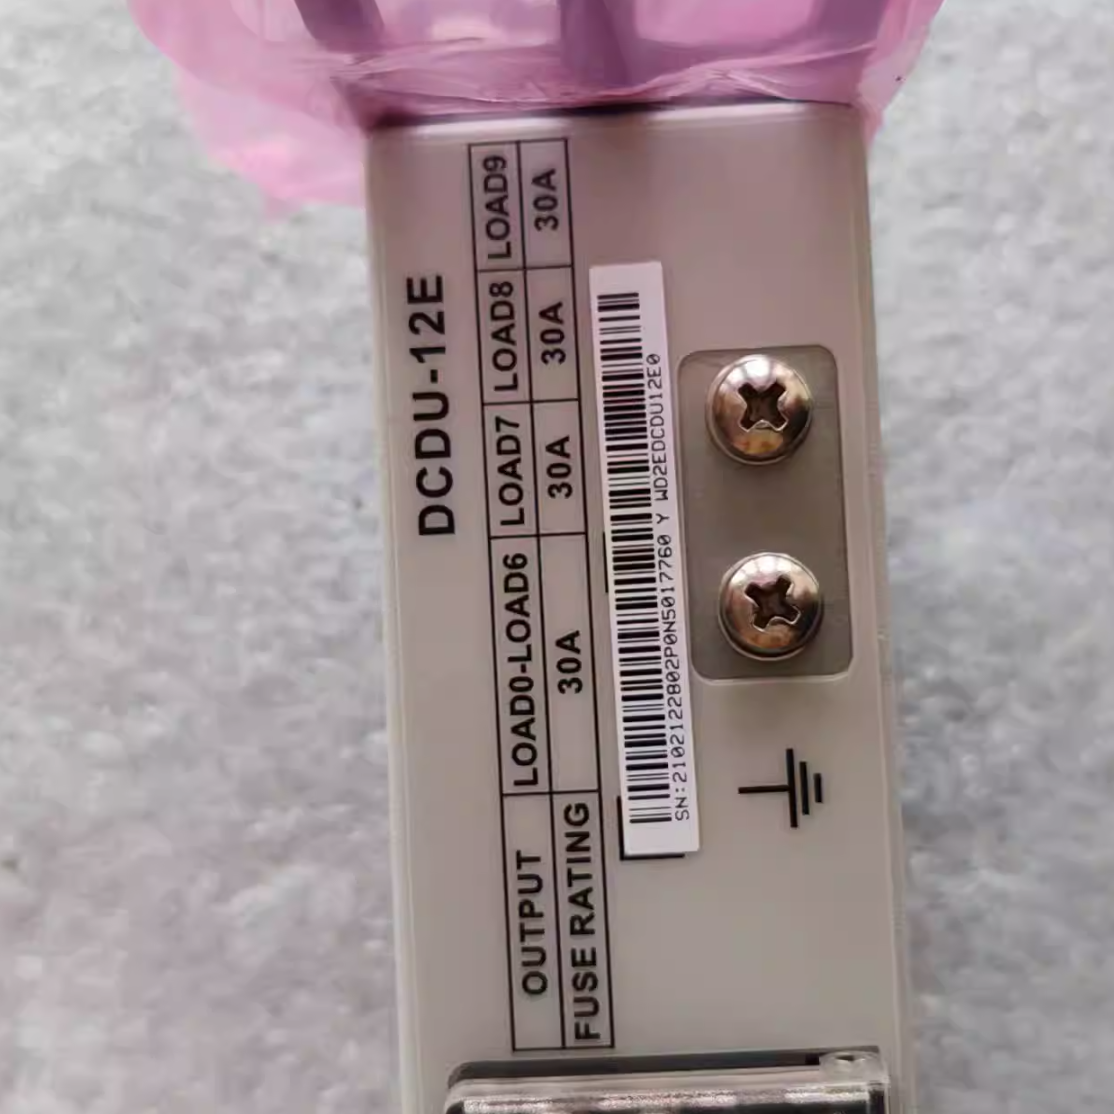 DCDU-12E
OUTPUT LOAD0-LOAD6 LOAD7 LOAD8 LOAD9
FUSE RATING 30A 30A 30A 30A
SN:2102122802P0N5017760 Y WD2EDCDU12E0